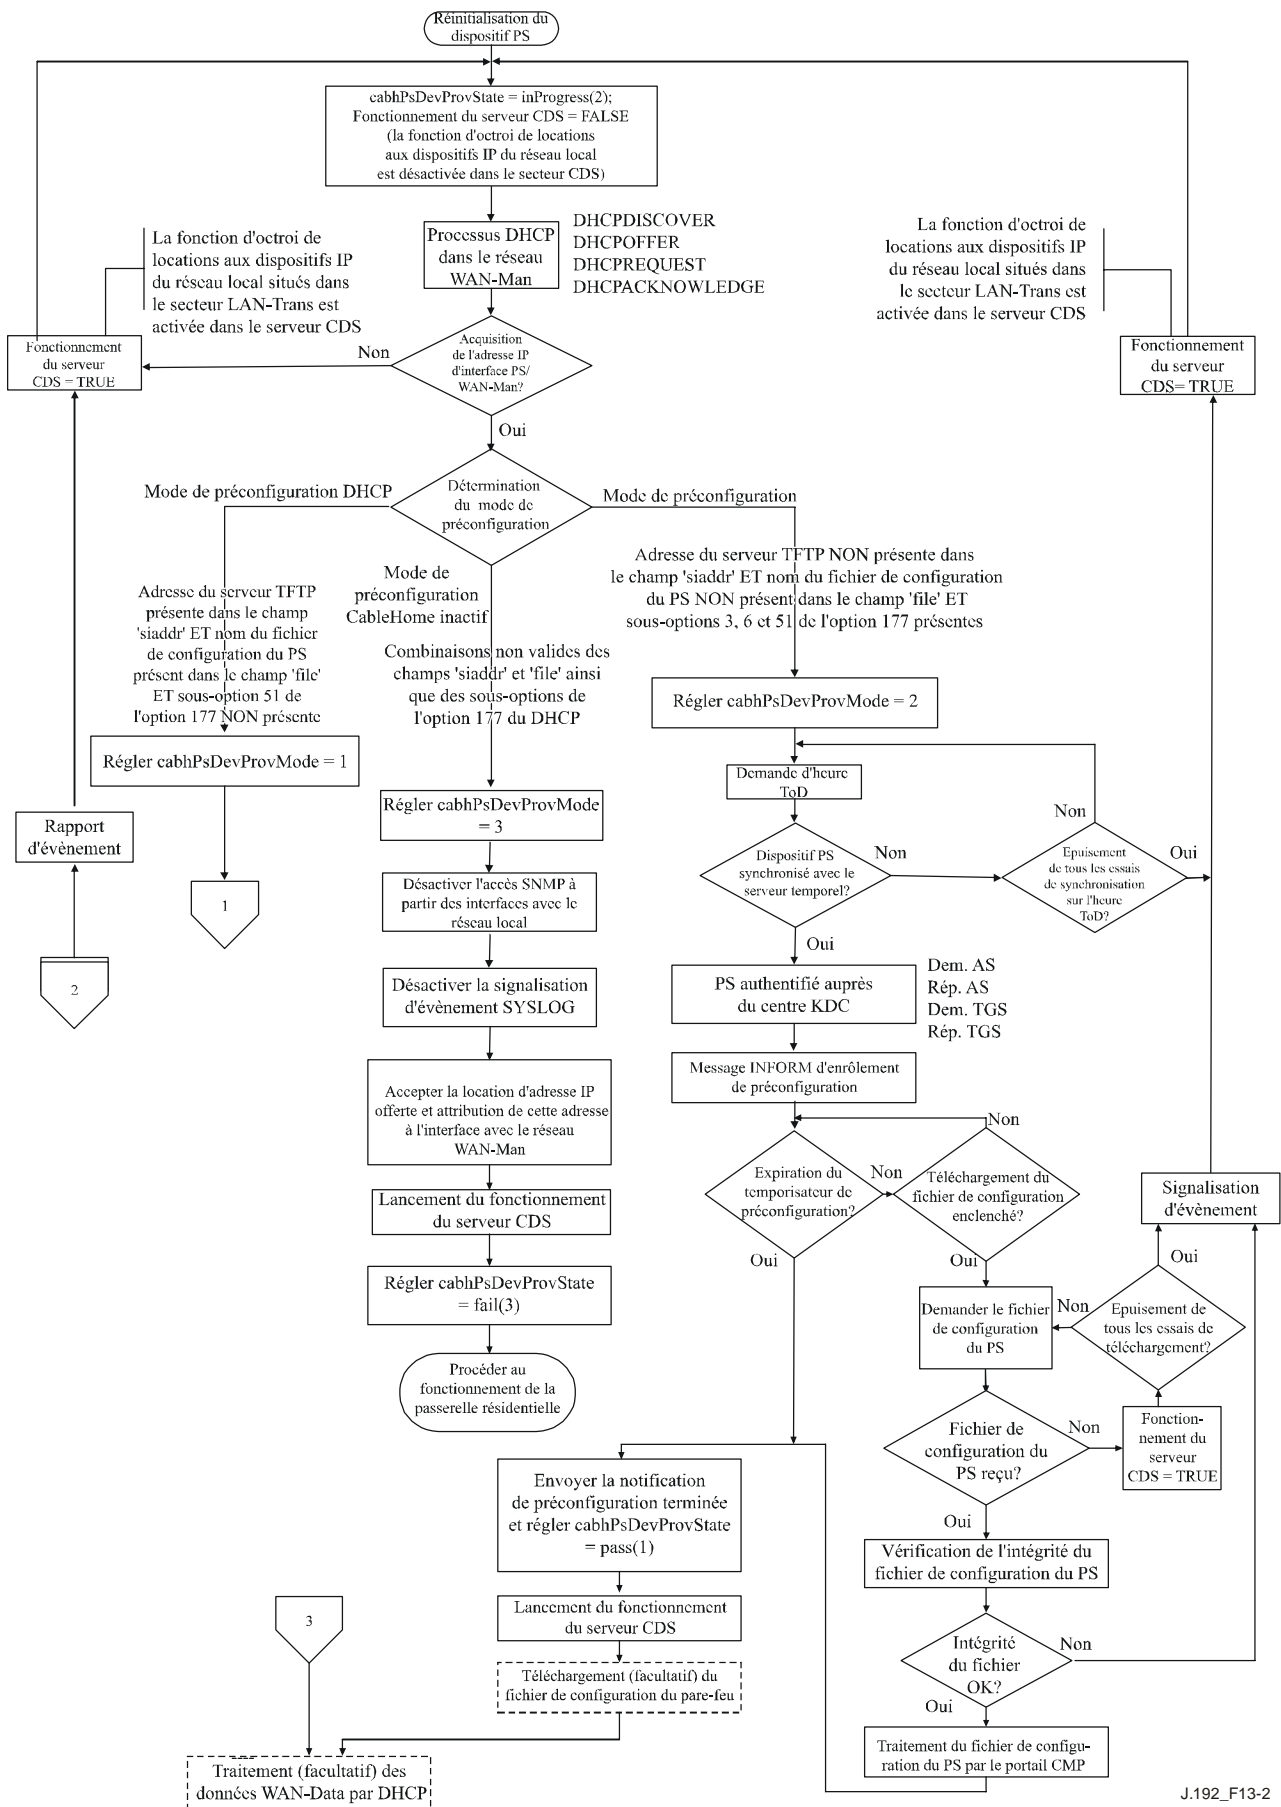 Réinitialisation du
dispositif PS
cabhPsDevProvState = inProgress(2);
Fonctionnement du serveur CDS = FALSE
(la fonction d'octroi de locations
aux dispositifs IP du réseau local
est désactivée dans le secteur CDS)
Processus DHCP
dans le réseau
WAN-Man
DHCPDISCOVER
DHCPOFFER
DHCPREQUEST
DHCPACKNOWLEDGE
La fonction d'octroi de
locations aux dispositifs IP
du réseau local situés dans
le secteur LAN-Trans est
activée dans le serveur CDS
La fonction d'octroi de
locations aux dispositifs IP
du réseau local situés dans
le secteur LAN-Trans est
activée dans le serveur CDS
Fonctionnement
du serveur
CDS = TRUE
Non
Acquisition
de l'adresse IP
d'interface PS/
WAN-Man?
Fonctionnement
du serveur
CDS= TRUE
Oui
Mode de préconfiguration DHCP
Détermination
du mode de
préconfiguration
Mode de préconfiguration
Adresse du serveur TFTP
présente dans le champ
'siaddr' ET nom du fichier
de configuration du PS
présent dans le champ 'file'
ET sous-option 51 de
l'option 177 NON présente
Mode de
préconfiguration
CableHome inactif
Combinaisons non valides des
champs 'siaddr' et 'file' ainsi
que des sous-options de
l'option 177 du DHCP
Adresse du serveur TFTP NON présente dans
le champ 'siaddr' ET nom du fichier de configuration
du PS NON présent dans le champ 'file' ET
sous-options 3, 6 et 51 de l'option 177 présentes
Régler cabhPsDevProvMode = 2
Régler cabhPsDevProvMode = 1
Régler cabhPsDevProvMode
= 3
Demande d'heure
ToD
Non
Rapport
d'évènement
Dispositif PS
synchronisé avec le
serveur temporel?
Non
Epuisement
de tous les essais
de synchronisation
sur l'heure
ToD?
Oui
1
2
Désactiver l'accès SNMP à
partir des interfaces avec le
réseau local
Oui
Désactiver la signalisation
d'évènement SYSLOG
PS authentifié auprès
du centre KDC
Dem. AS
Rép. AS
Dem. TGS
Rép. TGS
Message INFORM d'enrôlement
de préconfiguration
Accepter la location d'adresse IP
offerte et attribution de cette adresse
à l'interface avec le réseau
WAN-Man
Non
Expiration du
temporisateur de
préconfiguration?
Non
Téléchargement du
fichier de configuration
enclenché?
Signalisation
d'évènement
Lancement du fonctionnement
du serveur CDS
Oui
Oui
Oui
Régler cabhPsDevProvState
= fail(3)
Demander le fichier
de configuration
du PS
Non
Epuisement de
tous les essais de
téléchargement?
Procéder au
fonctionnement de la
passerelle résidentielle
Fichier de
configuration du
PS reçu?
Non
Fonction-
nement du
serveur
CDS = TRUE
Envoyer la notification
de préconfiguration terminée
et régler cabhPsDevProvState
= pass(1)
Oui
Vérification de l'intégrité du
fichier de configuration du PS
Lancement du fonctionnement
du serveur CDS
3
Intégrité
du fichier
OK?
Non
Téléchargement (facultatif) du
fichier de configuration du pare-feu
Oui
Traitement du fichier de configu-
ration du PS par le portail CMP
Traitement (facultatif) des
données WAN-Data par DHCP
J.192_F13-2